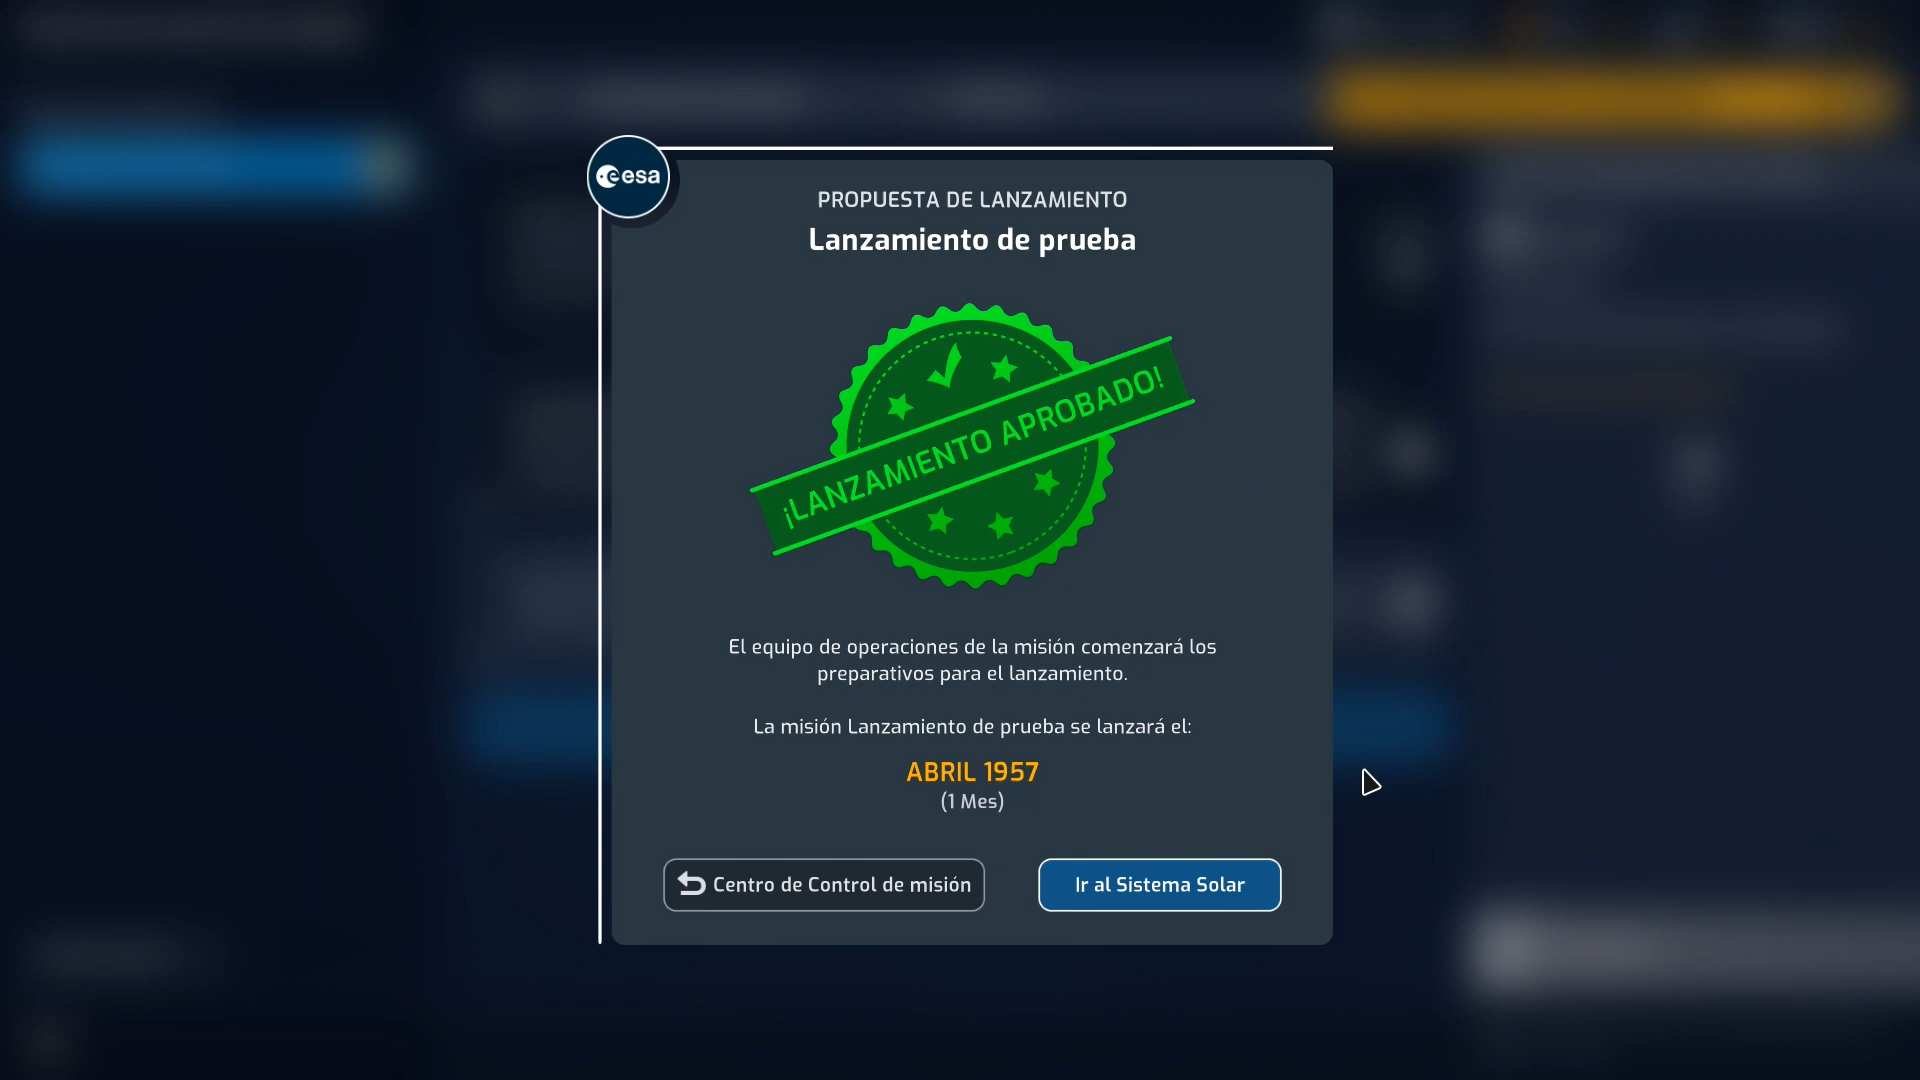 esa
PROPUESTA DE LANZAMIENTO
Lanzamiento de prueba
¡LANZAMIENTO APROBADO!
El equipo de operaciones de la misión comenzará los
preparativos para el lanzamiento.
La misión Lanzamiento de prueba se lanzará el:
ABRIL 1957
(1 Mes)
Centro de Control de misión
Ir al Sistema Solar